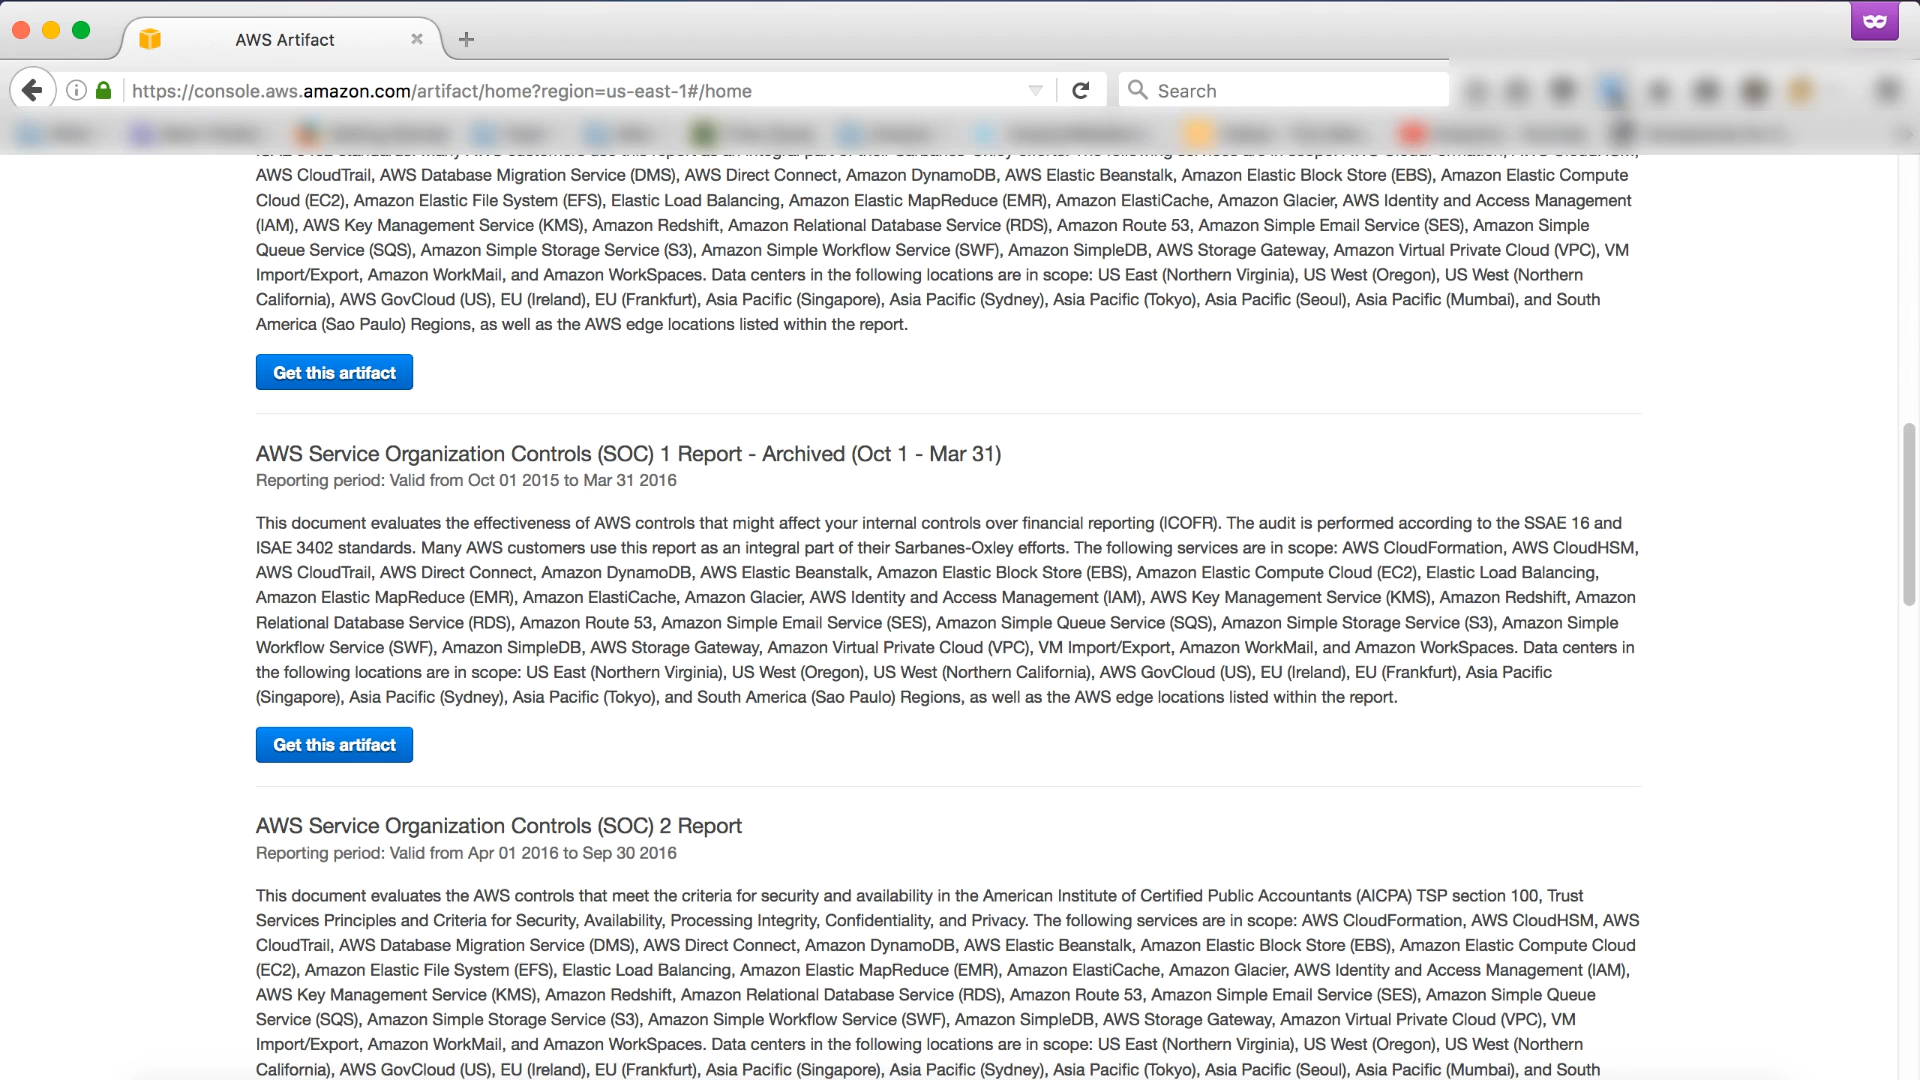 AWS Artifact
https://console.aws.amazon.com/artifact/home?region=us-east-1#/home
Search
AWS CloudTrail, AWS Database Migration Service (DMS), AWS Direct Connect, Amazon DynamoDB, AWS Elastic Beanstalk, Amazon Elastic Block Store (EBS), Amazon Elastic Compute
Cloud (EC2), Amazon Elastic File System (EFS), Elastic Load Balancing, Amazon Elastic MapReduce (EMR), Amazon ElastiCache, Amazon Glacier, AWS Identity and Access Management
(IAM), AWS Key Management Service (KMS), Amazon Redshift, Amazon Relational Database Service (RDS), Amazon Route 53, Amazon Simple Email Service (SES), Amazon Simple
Queue Service (SQS), Amazon Simple Storage Service (S3), Amazon Simple Workflow Service (SWF), Amazon SimpleDB, AWS Storage Gateway, Amazon Virtual Private Cloud (VPC), VM
Import/Export, Amazon WorkMail, and Amazon WorkSpaces. Data centers in the following locations are in scope: US East (Northern Virginia), US West (Oregon), US West (Northern
California), AWS GovCloud (US), EU (Ireland), EU (Frankfurt), Asia Pacific (Singapore), Asia Pacific (Sydney), Asia Pacific (Tokyo), Asia Pacific (Seoul), Asia Pacific (Mumbai), and South
America (Sao Paulo) Regions, as well as the AWS edge locations listed within the report.
Get this artifact
AWS Service Organization Controls (SOC) 1 Report - Archived (Oct 1 - Mar 31)
Reporting period: Valid from Oct 01 2015 to Mar 31 2016
This document evaluates the effectiveness of AWS controls that might affect your internal controls over financial reporting (ICOFR). The audit is performed according to the SSAE 16 and
ISAE 3402 standards. Many AWS customers use this report as an integral part of their Sarbanes-Oxley efforts. The following services are in scope: AWS CloudFormation, AWS CloudHSM,
AWS CloudTrail, AWS Direct Connect, Amazon DynamoDB, AWS Elastic Beanstalk, Amazon Elastic Block Store (EBS), Amazon Elastic Compute Cloud (EC2), Elastic Load Balancing,
Amazon Elastic MapReduce (EMR), Amazon ElastiCache, Amazon Glacier, AWS Identity and Access Management (IAM), AWS Key Management Service (KMS), Amazon Redshift, Amazon
Relational Database Service (RDS), Amazon Route 53, Amazon Simple Email Service (SES), Amazon Simple Queue Service (SQS), Amazon Simple Storage Service (S3), Amazon Simple
Workflow Service (SWF), Amazon SimpleDB, AWS Storage Gateway, Amazon Virtual Private Cloud (VPC), VM Import/Export, Amazon WorkMail, and Amazon WorkSpaces. Data centers in
the following locations are in scope: US East (Northern Virginia), US West (Oregon), US West (Northern California), AWS GovCloud (US), EU (Ireland), EU (Frankfurt), Asia Pacific
(Singapore), Asia Pacific (Sydney), Asia Pacific (Tokyo), and South America (Sao Paulo) Regions, as well as the AWS edge locations listed within the report.
Get this artifact
AWS Service Organization Controls (SOC) 2 Report
Reporting period: Valid from Apr 01 2016 to Sep 30 2016
This document evaluates the AWS controls that meet the criteria for security and availability in the American Institute of Certified Public Accountants (AICPA) TSP section 100, Trust
Services Principles and Criteria for Security, Availability, Processing Integrity, Confidentiality, and Privacy. The following services are in scope: AWS CloudFormation, AWS CloudHSM, AWS
CloudTrail, AWS Database Migration Service (DMS), AWS Direct Connect, Amazon DynamoDB, AWS Elastic Beanstalk, Amazon Elastic Block Store (EBS), Amazon Elastic Compute Cloud
(EC2), Amazon Elastic File System (EFS), Elastic Load Balancing, Amazon Elastic MapReduce (EMR), Amazon ElastiCache, Amazon Glacier, AWS Identity and Access Management (IAM),
AWS Key Management Service (KMS), Amazon Redshift, Amazon Relational Database Service (RDS), Amazon Route 53, Amazon Simple Email Service (SES), Amazon Simple Queue
Service (SQS), Amazon Simple Storage Service (S3), Amazon Simple Workflow Service (SWF), Amazon SimpleDB, AWS Storage Gateway, Amazon Virtual Private Cloud (VPC), VM
Import/Export, Amazon WorkMail, and Amazon WorkSpaces. Data centers in the following locations are in scope: US East (Northern Virginia), US West (Oregon), US West (Northern
California), AWS GovCloud (US), EU (Ireland), EU (Frankfurt), Asia Pacific (Singapore), Asia Pacific (Sydney), Asia Pacific (Tokyo), Asia Pacific (Seoul), Asia Pacific (Mumbai), and South